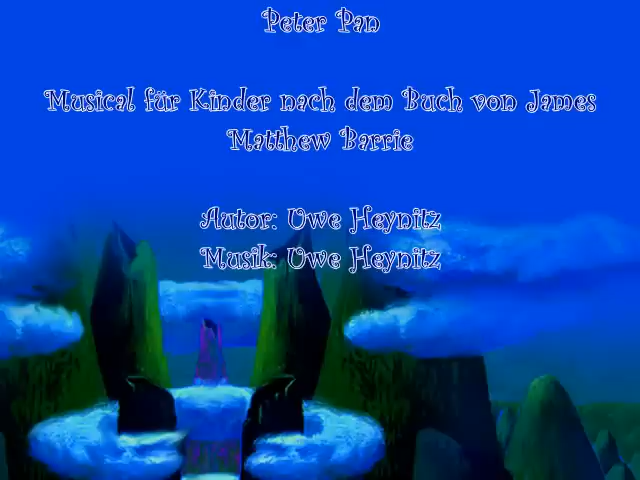 Peter Pan
Musical für Kinder nach dem Buch von James
Matthew Barrie
Autor: Uwe Heynitz
Musik: Uwe Heynitz